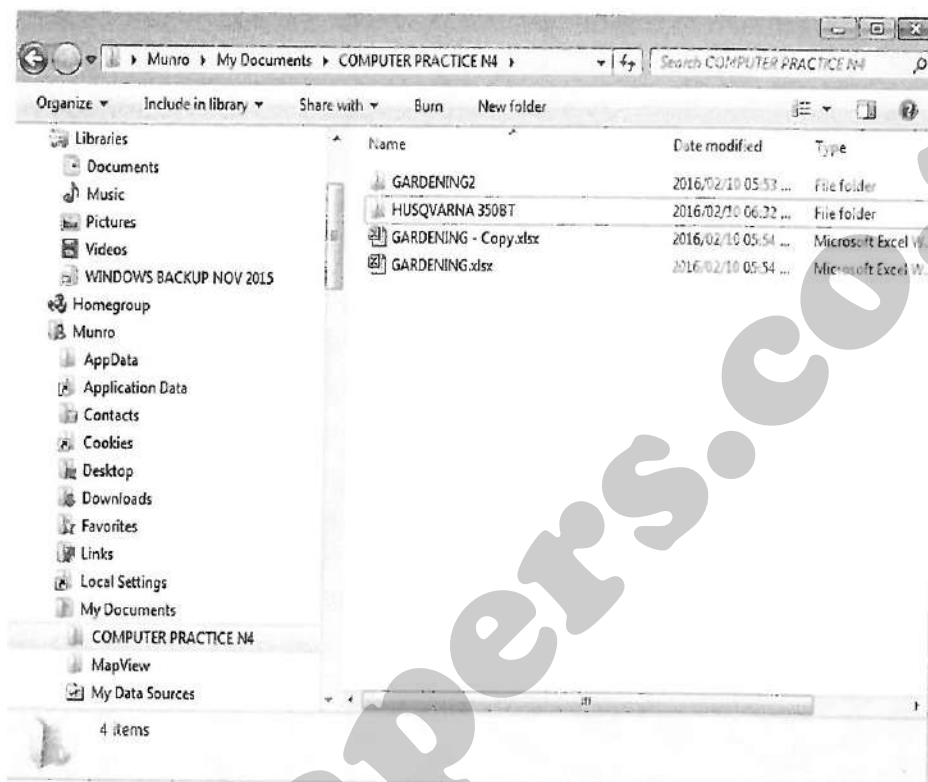 Munro ▸ My Documents ▸ COMPUTER PRACTICE N4 ▸ Search COMPUTER PRACTICE N4
Organize Include in library Share with Burn New folder
Libraries
Documents
Music
Pictures
Videos
WINDOWS BACKUP NOV 2015
Homegroup
Munro
AppData
Application Data
Contacts
Cookies
Desktop
Downloads
Favorites
Links
Local Settings
My Documents
COMPUTER PRACTICE N4
MapView
My Data Sources
Name Date modified Type
GARDENING2 2016/02/10 05:53 ... File folder
HUSQVARNA 350BT 2016/02/10 06:32 ... File folder
GARDENING - Copy.xlsx 2016/02/10 05:54 ... Microsoft Excel W...
GARDENING.xlsx 2016/02/10 05:54 ... Microsoft Excel W...
4 items
pers.co